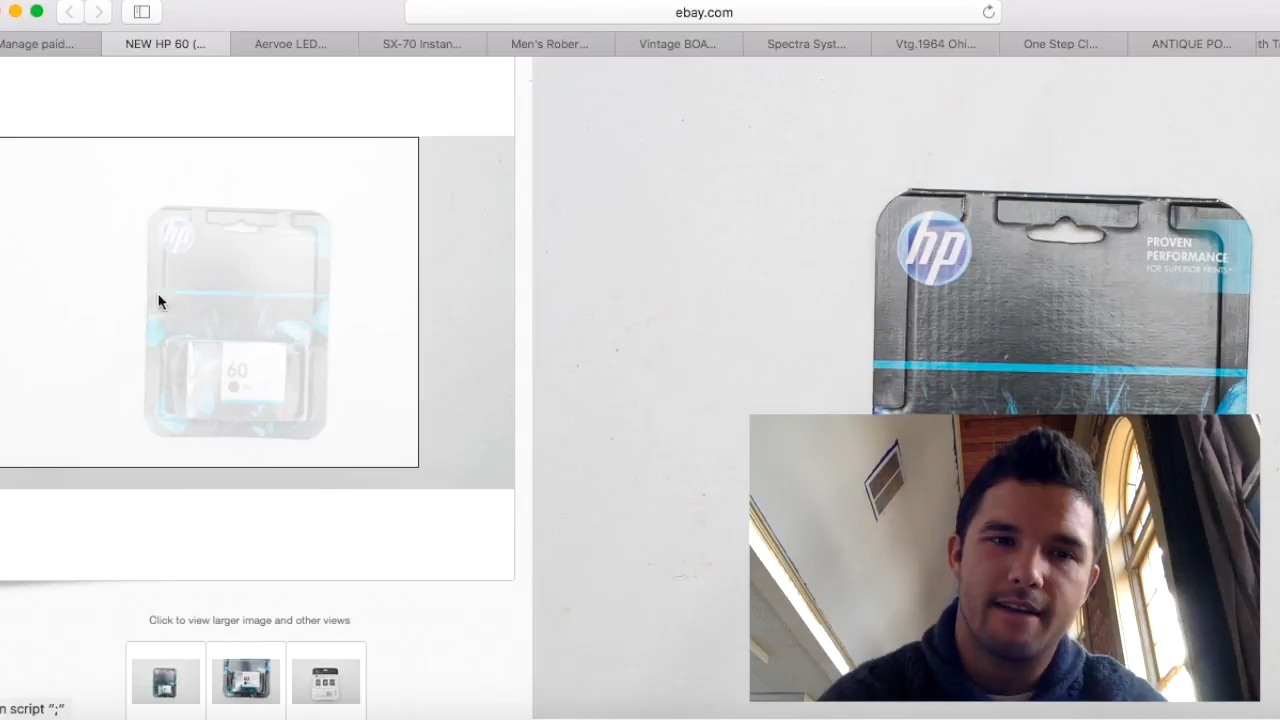 ebay.com
Manage paid...
NEW HP 60 (...
Aervoe LED...
SX-70 Instan...
Men's Rober...
Vintage BOA...
Spectra Syst...
Vtg.1964 Ohi...
One Step Cl...
ANTIQUE PO...
th T
hp
60
hp
PROVEN
PERFORMANCE
FOR SUPERIOR PRINTS*
Click to view larger image and other views
n script ";"